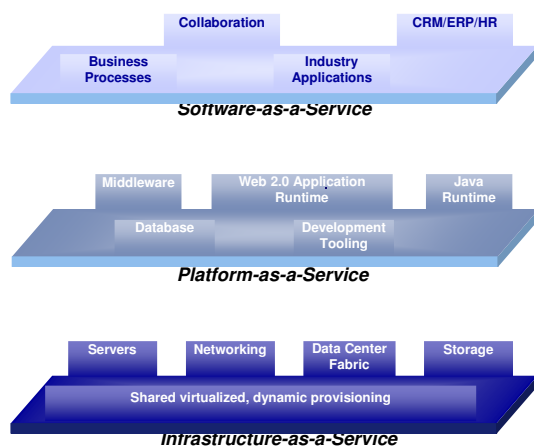 Collaboration
CRM/ERP/HR
Business
Processes
Industry
Applications
Software-as-a-Service
Middleware
Web 2.0 Application
Runtime
Java
Runtime
Database
Development
Tooling
Platform-as-a-Service
Servers
Networking
Data Center
Fabric
Storage
Shared virtualized, dynamic provisioning
Infrastructure-as-a-Service